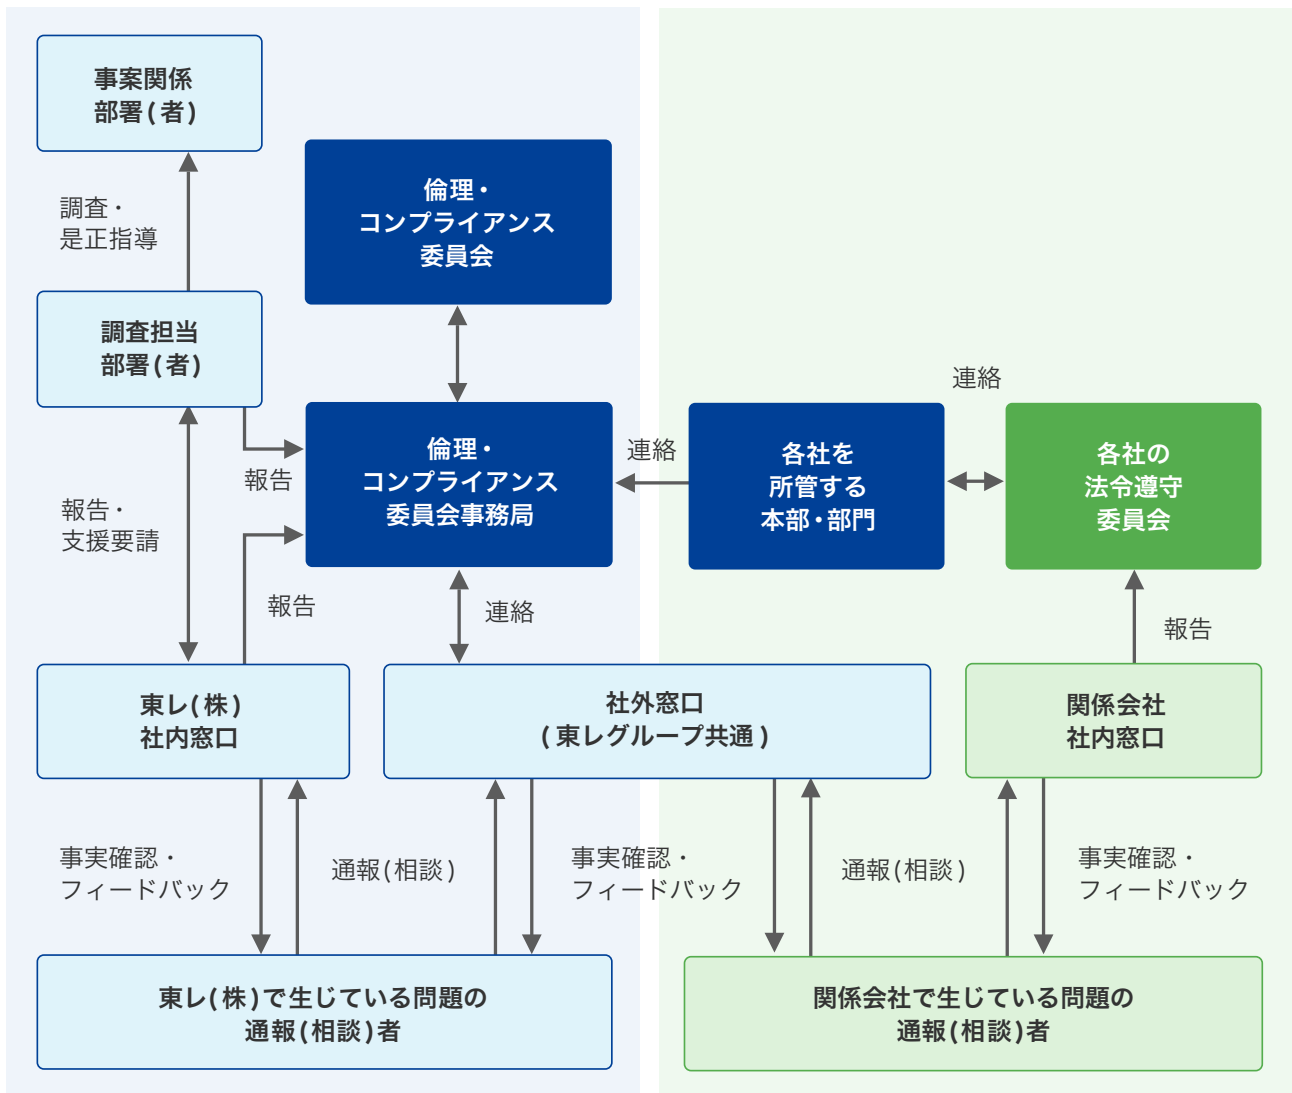 事案関係
部署(者)
調査・
是正指導
倫理・
コンプライアンス
委員会
調査担当
部署(者)
報告
報告・
支援要請
倫理・
コンプライアンス
委員会事務局
連絡
各社を
所管する
本部・部門
連絡
各社の
法令遵守
委員会
報告
連絡
報告
東レ(株)
社内窓口
社外窓口
(東レグループ共通)
関係会社
社内窓口
事実確認・
フィードバック
通報(相談)
事実確認・
フィードバック
通報(相談)
事実確認・
フィードバック
東レ(株)で生じている問題の
通報(相談)者
関係会社で生じている問題の
通報(相談)者